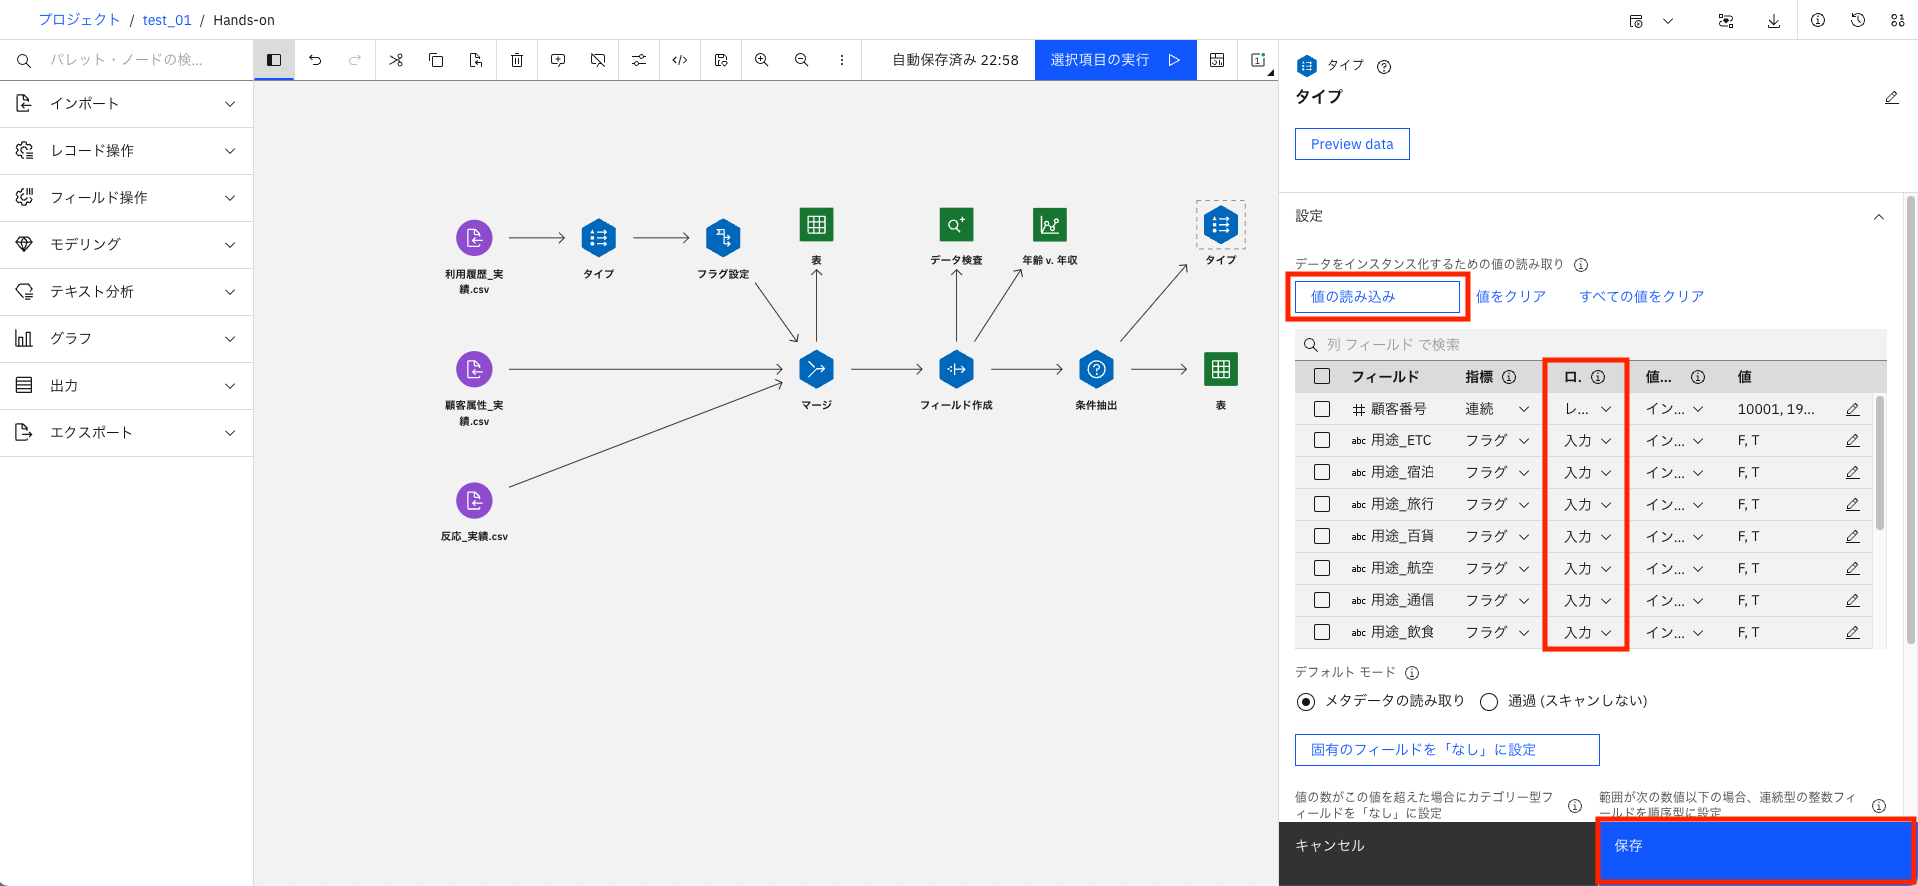 プロジェクト / test_01 / Hands-on
パレット・ノードの検...
自動保存済み 22:58
選択項目の実行
インポート
レコード操作
フィールド操作
モデリング
テキスト分析
グラフ
出力
エクスポート
利用履歴_実
績.csv
タイプ
フラグ設定
表
データ検査
年齢 v. 年収
タイプ
顧客属性_実
績.csv
マージ
フィールド作成
条件抽出
表
反応_実績.csv
タイプ
タイプ
Preview data
設定
データをインスタンス化するための値の読み取り
値の読み込み
値をクリア
すべての値をクリア
列 フィールド で検索
フィールド 指標 ロ. 値... 値
顧客番号 連続 レ... イン... 10001, 19...
abc 用途_ETC フラグ 入力 イン... F, T
abc 用途_宿泊 フラグ 入力 イン... F, T
abc 用途_旅行 フラグ 入力 イン... F, T
abc 用途_百貨 フラグ 入力 イン... F, T
abc 用途_航空 フラグ 入力 イン... F, T
abc 用途_通信 フラグ 入力 イン... F, T
abc 用途_飲食 フラグ 入力 イン... F, T
デフォルト モード
メタデータの読み取り 通過 (スキャンしない)
固有のフィールドを「なし」に設定
値の数がこの値を超えた場合にカテゴリー型フ
ィールドを「なし」に設定
範囲が次の数値以下の場合、連続型の整数フィ
ールドを順序型に設定
キャンセル
保存